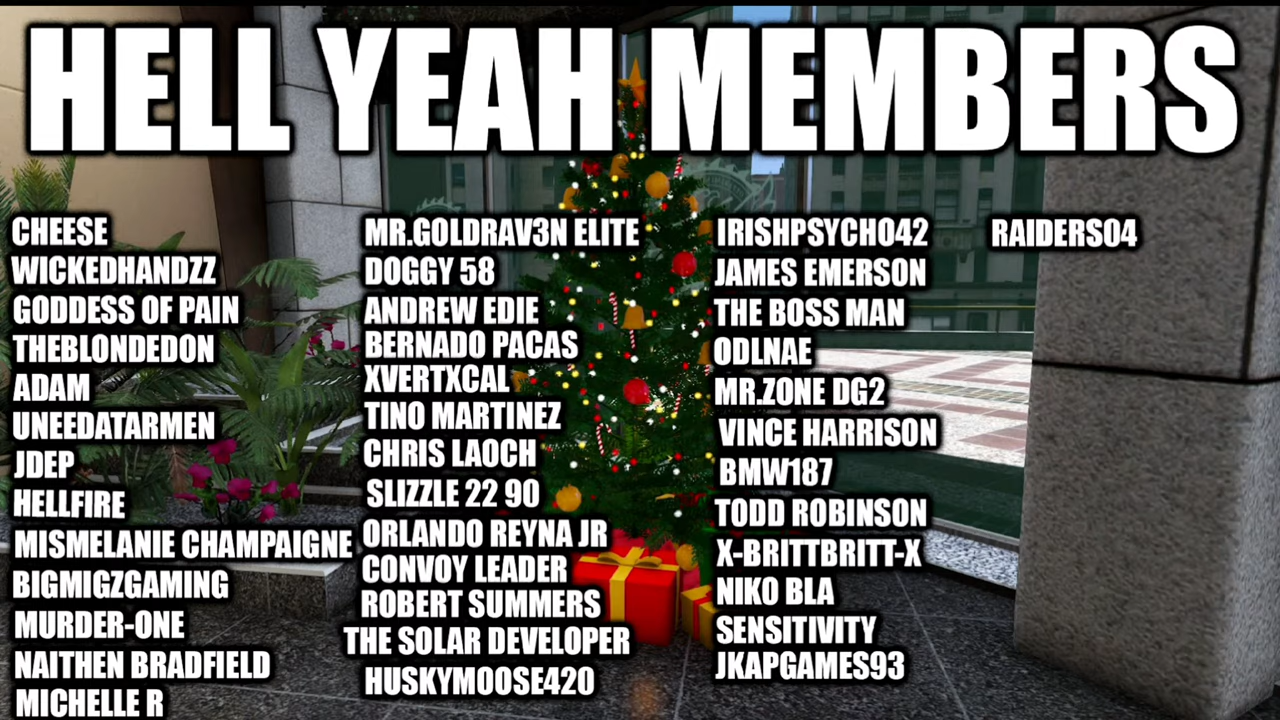 HELL YEAH MEMBERS
CHEESE
WICKEDHANDZZ
GODDESS OF PAIN
THEBLONDEDON
ADAM
UNEEDATARMEN
JDEP
HELLFIRE
MISMELANIE CHAMPAIGNE
BIGMIGZGAMING
MURDER-ONE
NAITHEN BRADFIELD
MICHELLE R
MR.GOLDRAV3N ELITE
DOGGY 58
ANDREW EDIE
BERNADO PACAS
XVERTXCAL
TINO MARTINEZ
CHRIS LAOCH
SLIZZLE 22 90
ORLANDO REYNA JR
CONVOY LEADER
ROBERT SUMMERS
THE SOLAR DEVELOPER
HUSKYMOOSE420
IRISHPSYCHO42
JAMES EMERSON
THE BOSS MAN
ODLNAE
MR.ZONE DG2
VINCE HARRISON
BMW187
TODD ROBINSON
X-BRITTBRITT-X
NIKO BLA
SENSITIVITY
JKAPGAMES93
RAIDERS04